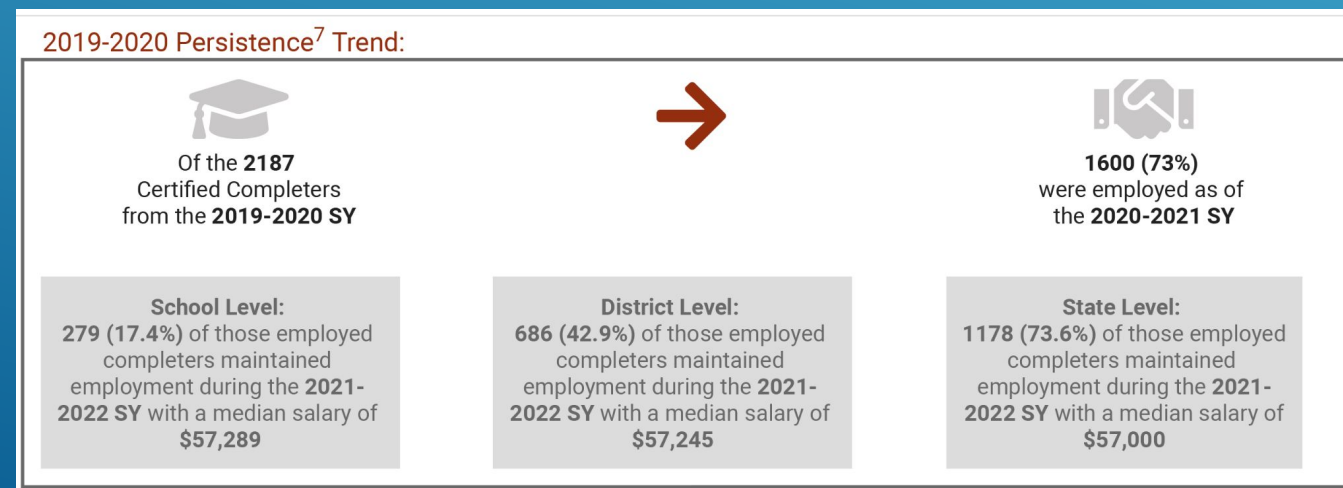 2019-2020 Persistence7 Trend:
Of the 2187
Certified Completers
from the 2019-2020 SY
1600 (73%)
were employed as of
the 2020-2021 SY
School Level:
279 (17.4%) of those employed
completers maintained
employment during the 2021-
2022 SY with a median salary of
$57,289
District Level:
686 (42.9%) of those employed
completers maintained
employment during the 2021-
2022 SY with a median salary of
$57,245
State Level:
1178 (73.6%) of those employed
completers maintained
employment during the 2021-
2022 SY with a median salary of
$57,000